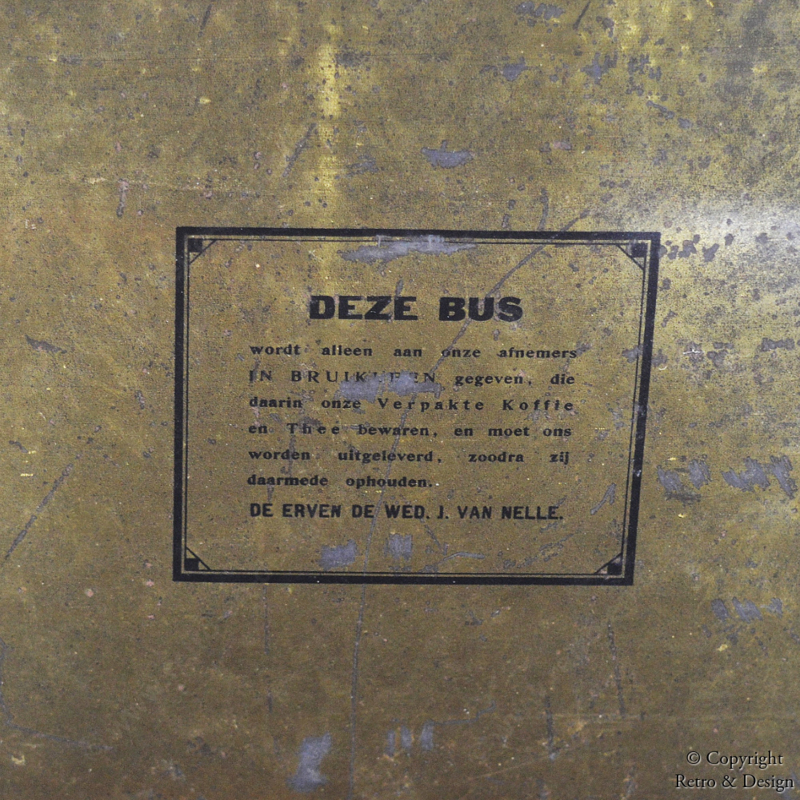 DEZE BUS
wordt alleen aan onze afnemers
IN BRUIKLEEN gegeven, die
daarin onze Verpakte Koffie
en Thee bewaren, en moet ons
worden uitgeleverd, zoodra zij
daarmede ophouden.
DE ERVEN DE WED. J. VAN NELLE.
© Copyright
Retro & Design